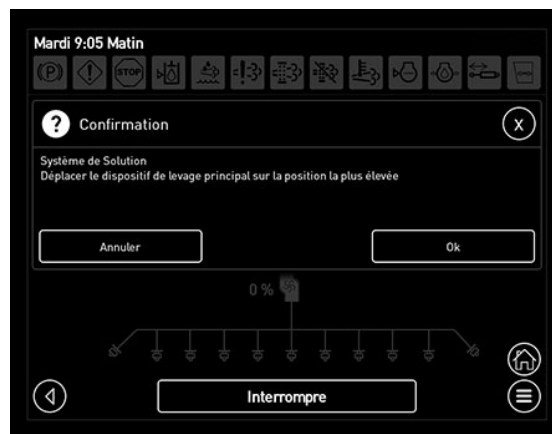 Mardi 9:05 Matin
(P)
!
STOP
?
Confirmation
X
Système de Solution
Déplacer le dispositif de levage principal sur la position la plus élevée
Annuler
Ok
0 %
Interrompre